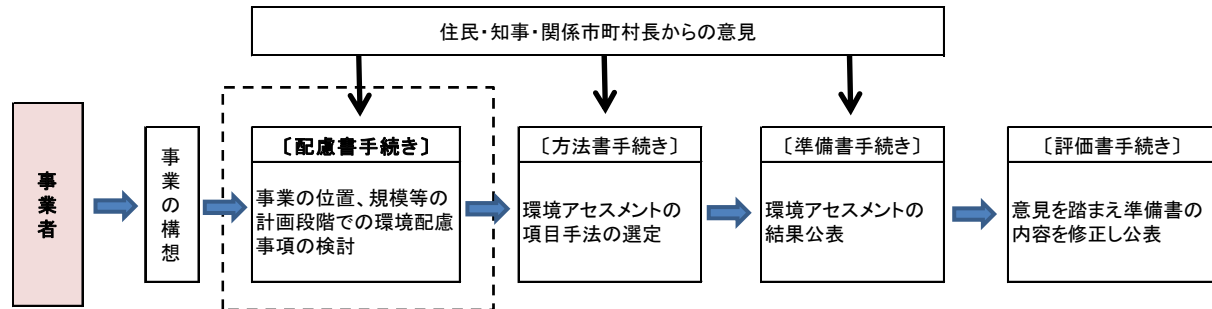 住民・知事・関係市町村長からの意見
事業者
事業の構想
〔配慮書手続き〕
事業の位置、規模等の
計画段階での環境配慮
事項の検討
〔方法書手続き〕
環境アセスメントの
項目手法の選定
〔準備書手続き〕
環境アセスメントの
結果公表
〔評価書手続き〕
意見を踏まえ準備書の
内容を修正し公表